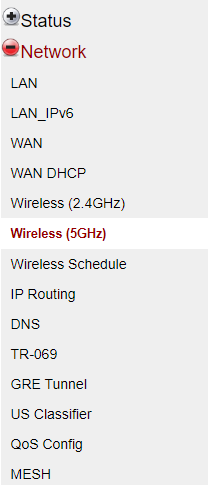 Status
Network
LAN
LAN_IPv6
WAN
WAN DHCP
Wireless (2.4GHz)
Wireless (5GHz)
Wireless Schedule
IP Routing
DNS
TR-069
GRE Tunnel
US Classifier
QoS Config
MESH